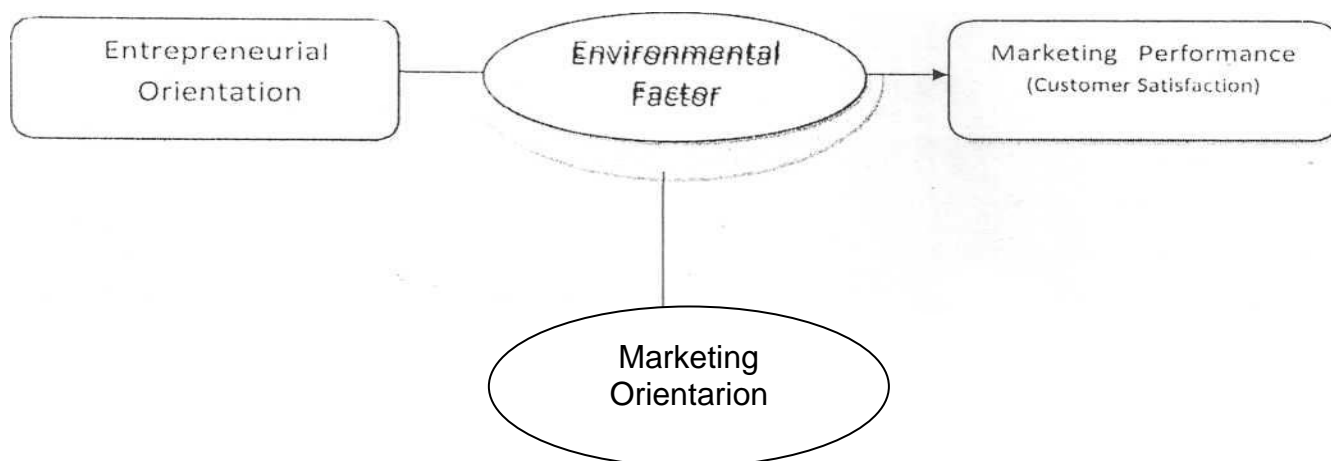 Entrepreneurial
Orientation
Environmental
Factor
Marketing Performance
(Customer Satisfaction)
Marketing
Orientarion